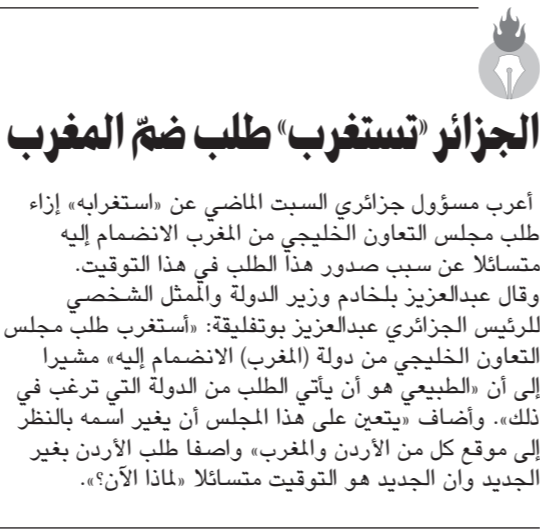 الجزائر «تستغرب» طلب ضمّ المغرب
أعرب مسؤول جزائري السبت الماضي عن «استغرابه» إزاء
طلب مجلس التعاون الخليجي من المغرب الانضمام إليه
متسائلا عن سبب صدور هذا الطلب في هذا التوقيت.
وقال عبدالعزيز بلخادم وزير الدولة والممثل الشخصي
للرئيس الجزائري عبدالعزيز بوتفليقة: «أستغرب طلب مجلس
التعاون الخليجي من دولة (المغرب) الانضمام إليه» مشيرا
إلى أن «الطبيعي هو أن يأتي الطلب من الدولة التي ترغب في
ذلك». وأضاف «يتعين على هذا المجلس أن يغير اسمه بالنظر
إلى موقع كل من الأردن والمغرب» واصفا طلب الأردن بغير
الجديد وان الجديد هو التوقيت متسائلا «لماذا الآن؟».